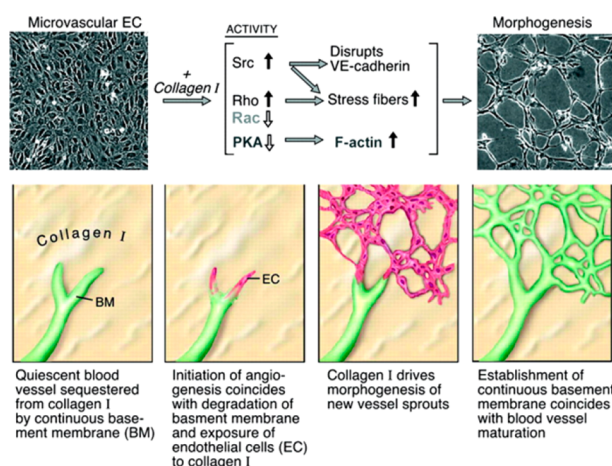 Microvascular EC
Morphogenesis
ACTIVITY
+
Collagen I
Src
Disrupts
VE-cadherin
Rho
Stress fibers
Rac
PKA
F-actin
Collagen I
BM
EC
Quiescent blood
vessel sequestered
from collagen I
by continuous base-
ment membrane (BM)
Initiation of angio-
genesis coincides
with degradation of
basment membrane
and exposure of
endothelial cells (EC)
to collagen I
Collagen I drives
morphogenesis of
new vessel sprouts
Establishment of
continuous basement
membrane coincides
with blood vessel
maturation